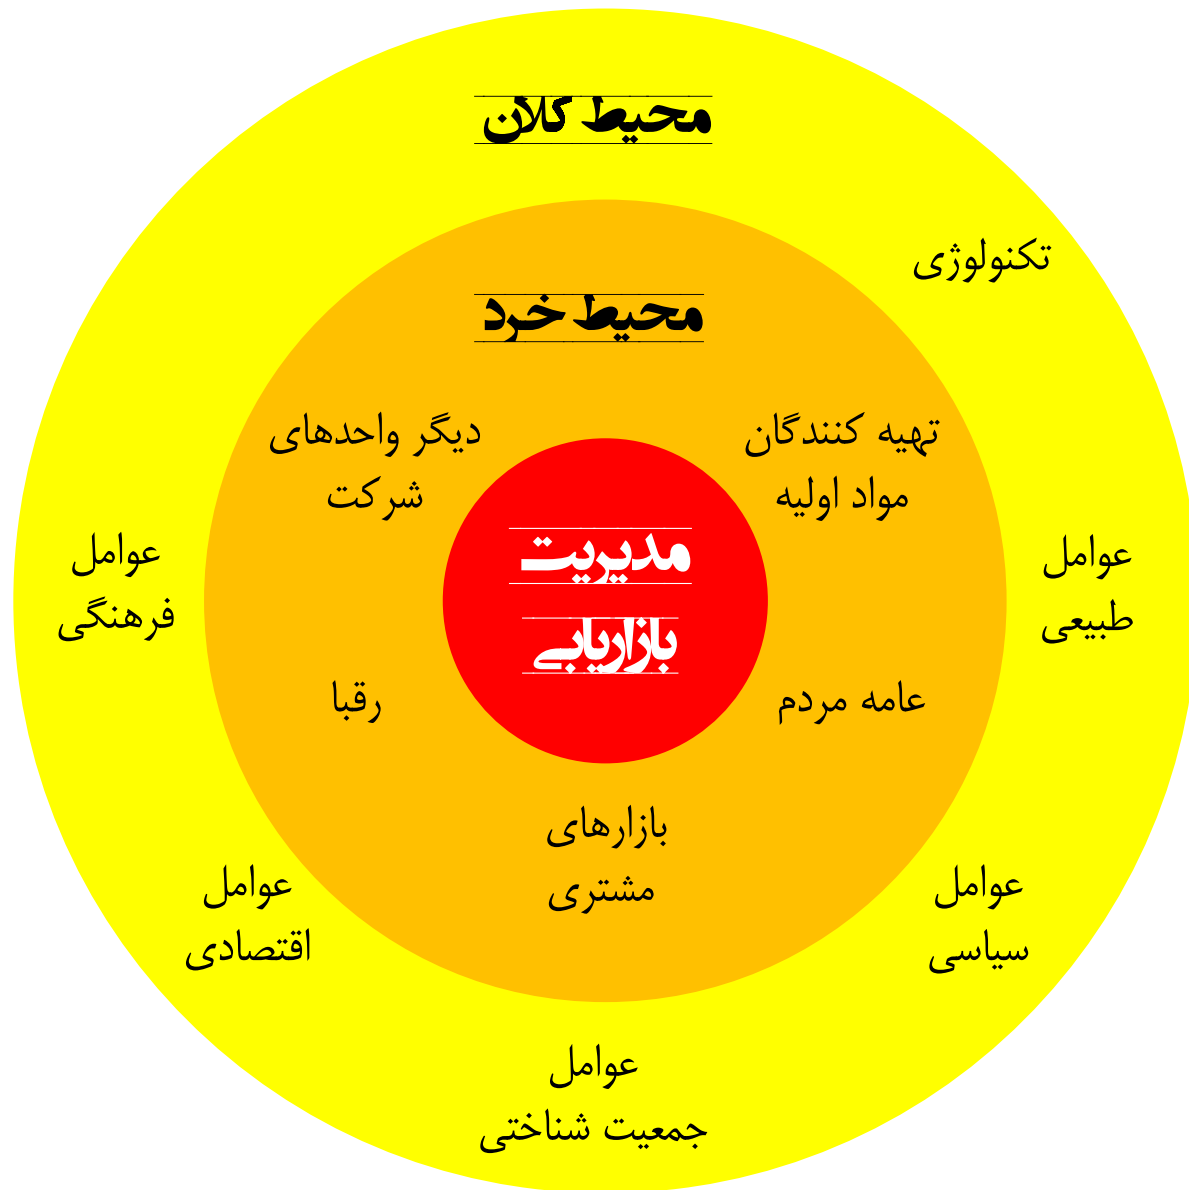 محیط کلان
تکنولوژی
محیط خرد
تهیه کنندگان
مواد اولیه
دیگر واحدهای
شرکت
مدیریت
بازاریابی
عوامل
طبیعی
عوامل
فرهنگی
عامه مردم
رقبا
بازارهای
مشتری
عوامل
سیاسی
عوامل
اقتصادی
عوامل
جمعیت شناختی